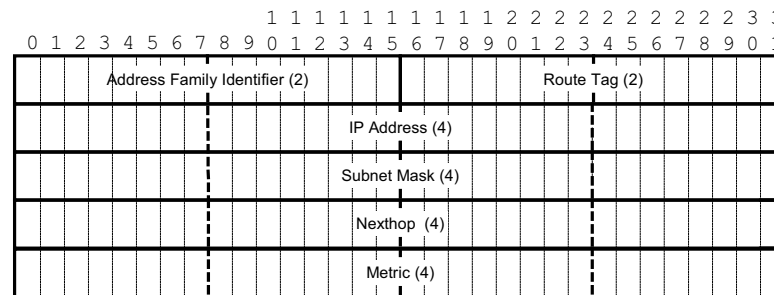 1 1 1 1 1 1 1 1 1 1 2 2 2 2 2 2 2 2 2 2 3
0 1 2 3 4 5 6 7 8 9 0 1 2 3 4 5 6 7 8 9 0 1 2 3 4 5 6 7 8 9 0
Address Family Identifier (2) Route Tag (2)
IP Address (4)
Subnet Mask (4)
Nexthop (4)
Metric (4)